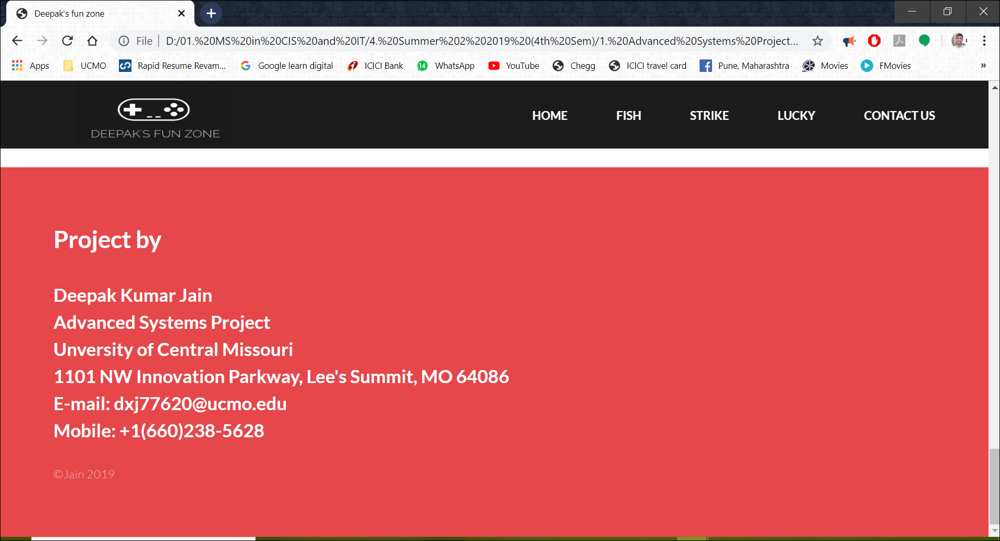 Deepak's fun zone
File D:/01.%20MS%20in%20CIS%20and%20IT/4.%20Summer%202%202019%20(4th%20Sem)/1.%20Advanced%20Systems%20Project...
Apps UCMO Rapid Resume Revam... Google learn digital ICICI Bank 14 WhatsApp YouTube Chegg ICICI travel card Pune, Maharashtra Movies FMovies »
DEEPAK'S FUN ZONE
HOME FISH STRIKE LUCKY CONTACT US
Project by
Deepak Kumar Jain
Advanced Systems Project
Unversity of Central Missouri
1101 NW Innovation Parkway, Lee's Summit, MO 64086
E-mail: dxj77620@ucmo.edu
Mobile: +1(660)238-5628
©Jain 2019